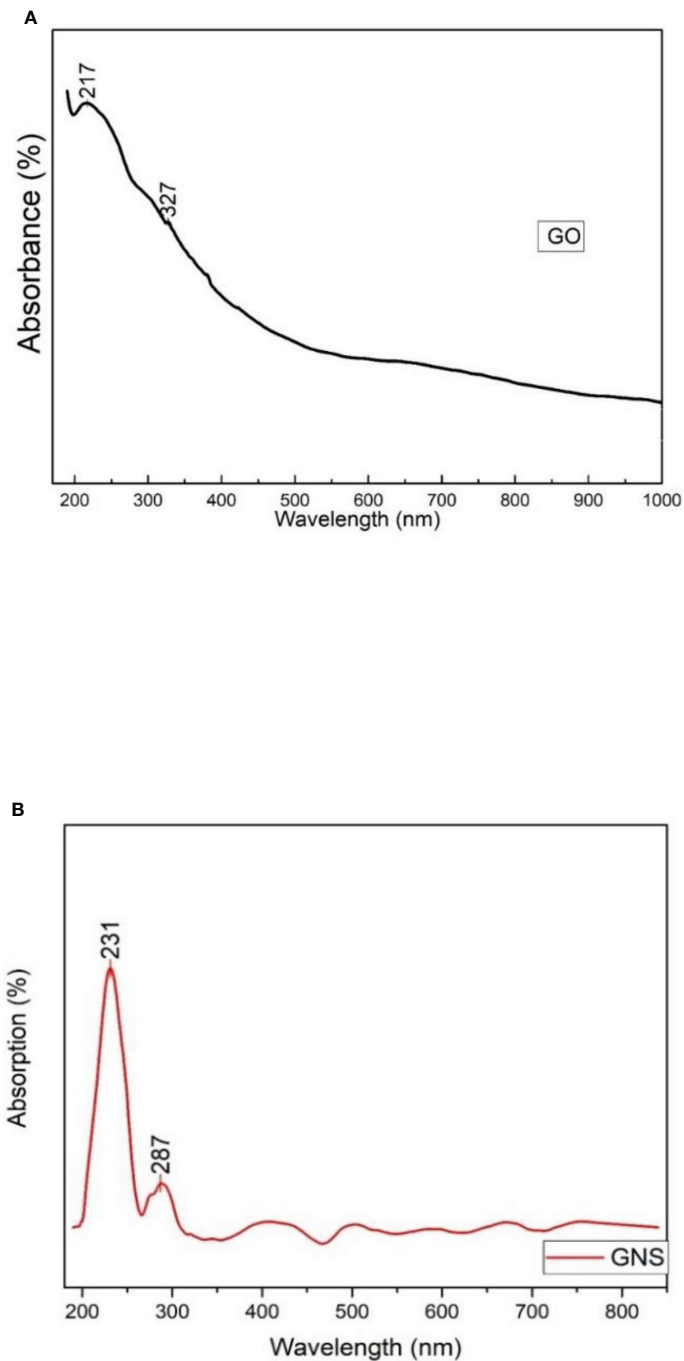 A
217
327
GO
Absorbance (%)
200 300 400 500 600 700 800 900 1000
Wavelength (nm)
B
231
287
Absorption (%)
GNS
200 300 400 500 600 700 800
Wavelength (nm)